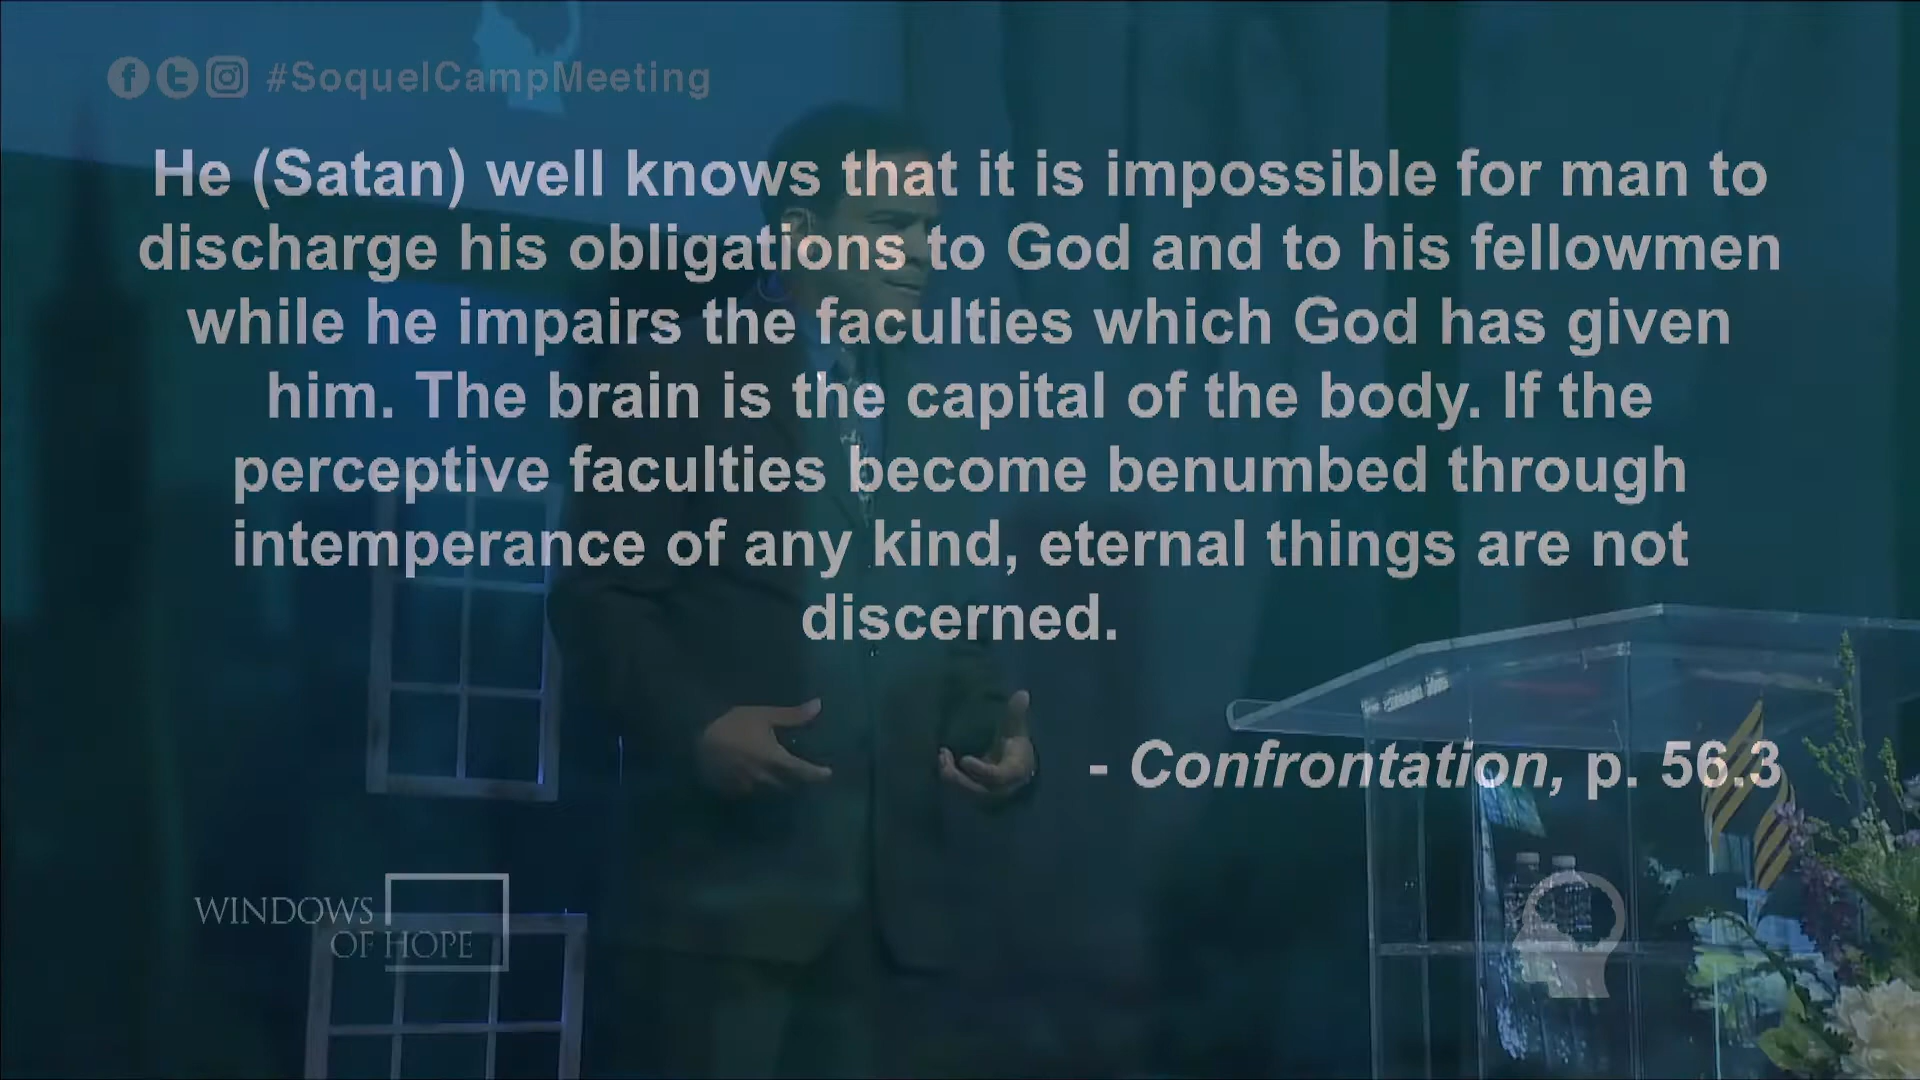 #SoquelCampMeeting
He (Satan) well knows that it is impossible for man to
discharge his obligations to God and to his fellowmen
while he impairs the faculties which God has given
him. The brain is the capital of the body. If the
perceptive faculties become benumbed through
intemperance of any kind, eternal things are not
discerned.
- Confrontation, p. 56.3
WINDOWS
OF HOPE